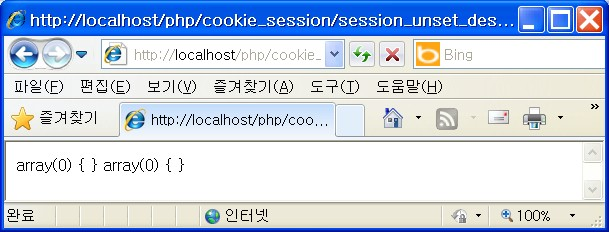 http://localhost/php/cookie_session/session_unset_des...
http://localhost/php/cookie_
Bing
파일(F) 편집(E) 보기(V) 즐겨찾기(A) 도구(T) 도움말(H)
»
즐겨찾기
http://localhost/php/coo...
»
array(0) { } array(0) { }
완료
인터넷
100%